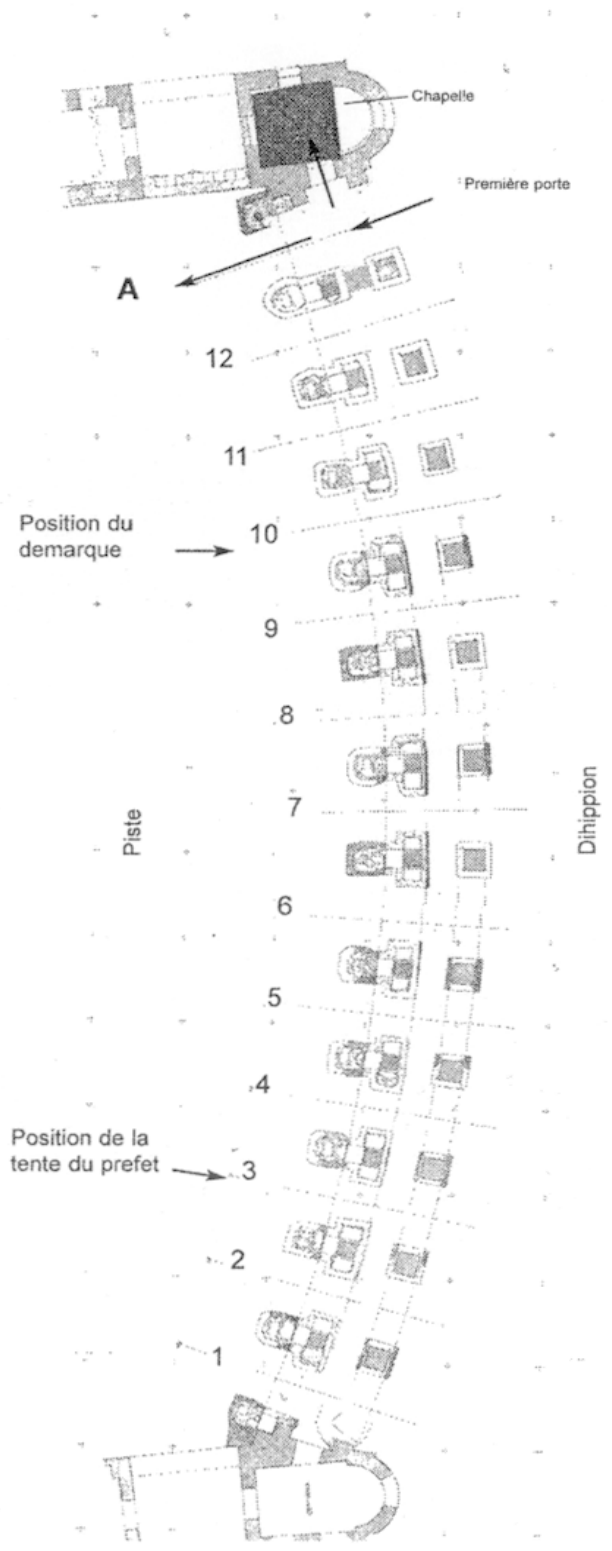 Chapelle
Première porte
A
12
11
10
Position du
demarque
9
8
7
Piste
Dihippion
6
5
4
Position de la
tente du prefet
3
2
1